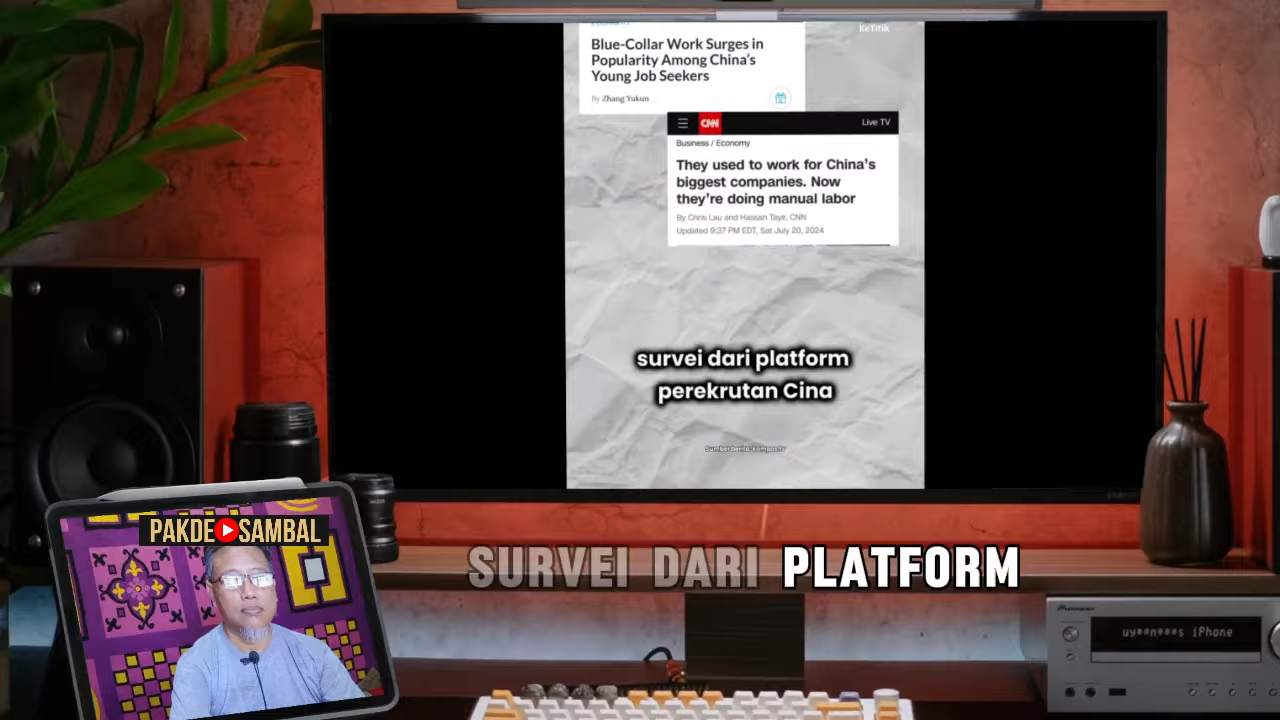 KeTitik
Blue-Collar Work Surges in
Popularity Among China's
Young Job Seekers
By Zhang Yukun
CNN
Live TV
Business / Economy
They used to work for China's
biggest companies. Now
they're doing manual labor
By Chris Lau and Hassan Tayir, CNN
Updated 9:37 PM EDT, Sat July 20, 2024
survei dari platform
perekrutan Cina
PAKDE SAMBAL
SURVEI DARI PLATFORM
Pioneer
iPhone